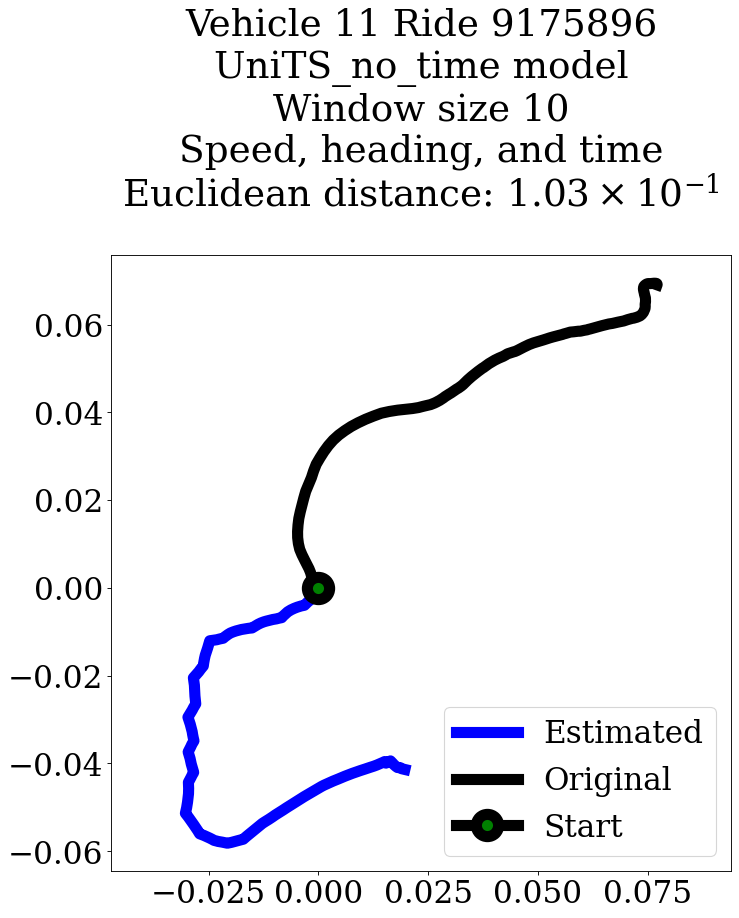 Vehicle 11 Ride 9175896
UniTS_no_time model
Window size 10
Speed, heading, and time
Euclidean distance: 1.03 × 10⁻¹
0.06
0.04
0.02
0.00
−0.02
−0.04
−0.06
Estimated
Original
Start
−0.025 0.000 0.025 0.050 0.075